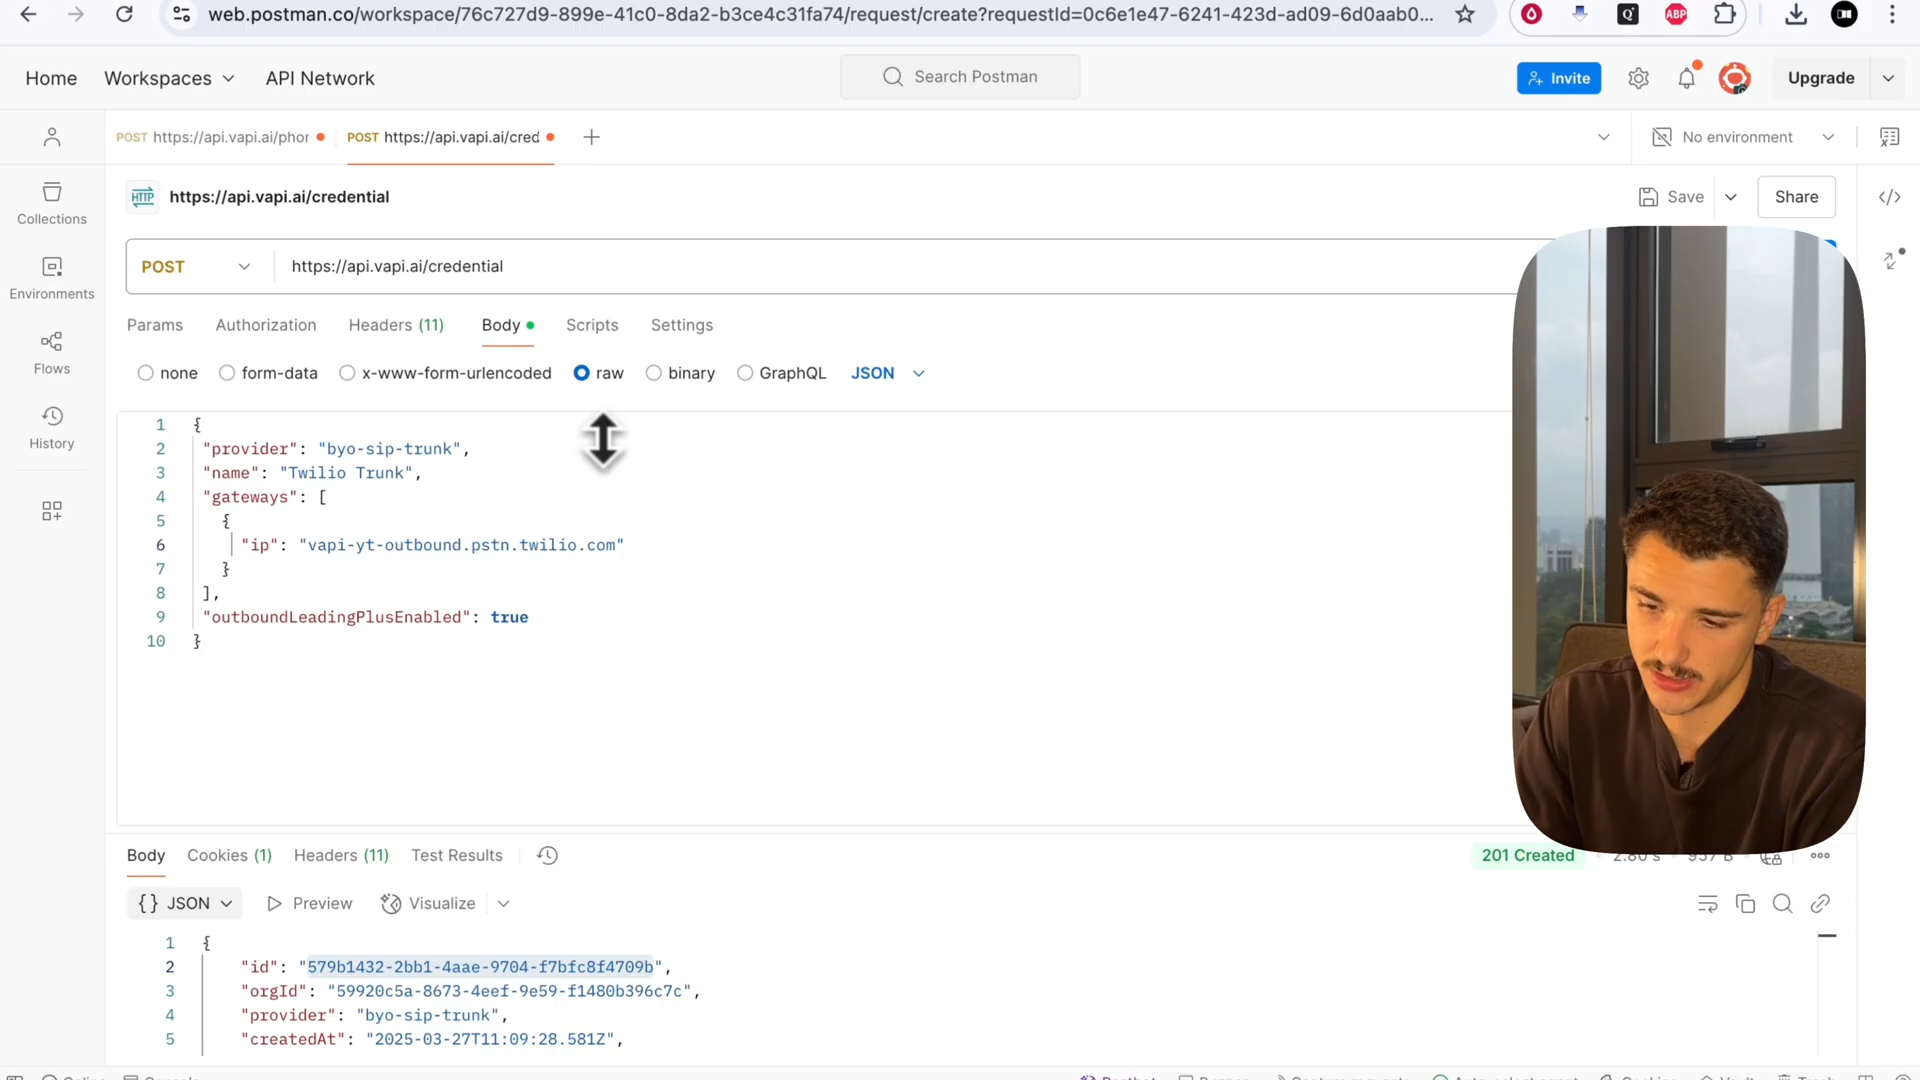 web.postman.co/workspace/76c727d9-899e-41c0-8da2-b3ce4c31fa74/request/create?requestId=0c6e1e47-6241-423d-ad09-6d0aab0...
Home Workspaces API Network Search Postman Invite Upgrade
POST https://api.vapi.ai/phor POST https://api.vapi.ai/cred No environment
HTTP https://api.vapi.ai/credential Save Share
POST https://api.vapi.ai/credential
Collections
Environments
Flows
History
Params Authorization Headers (11) Body Scripts Settings
none form-data x-www-form-urlencoded raw binary GraphQL JSON
1 {
2 "provider": "byo-sip-trunk",
3 "name": "Twilio Trunk",
4 "gateways": [
5 {
6 "ip": "vapi-yt-outbound.pstn.twilio.com"
7 }
8 ],
9 "outboundLeadingPlusEnabled": true
10 }
Body Cookies (1) Headers (11) Test Results 201 Created
{} JSON Preview Visualize
1 {
2 "id": "579b1432-2bb1-4aae-9704-f7bfc8f4709b",
3 "orgId": "59920c5a-8673-4eef-9e59-f1480b396c7c",
4 "provider": "byo-sip-trunk",
5 "createdAt": "2025-03-27T11:09:28.581Z",